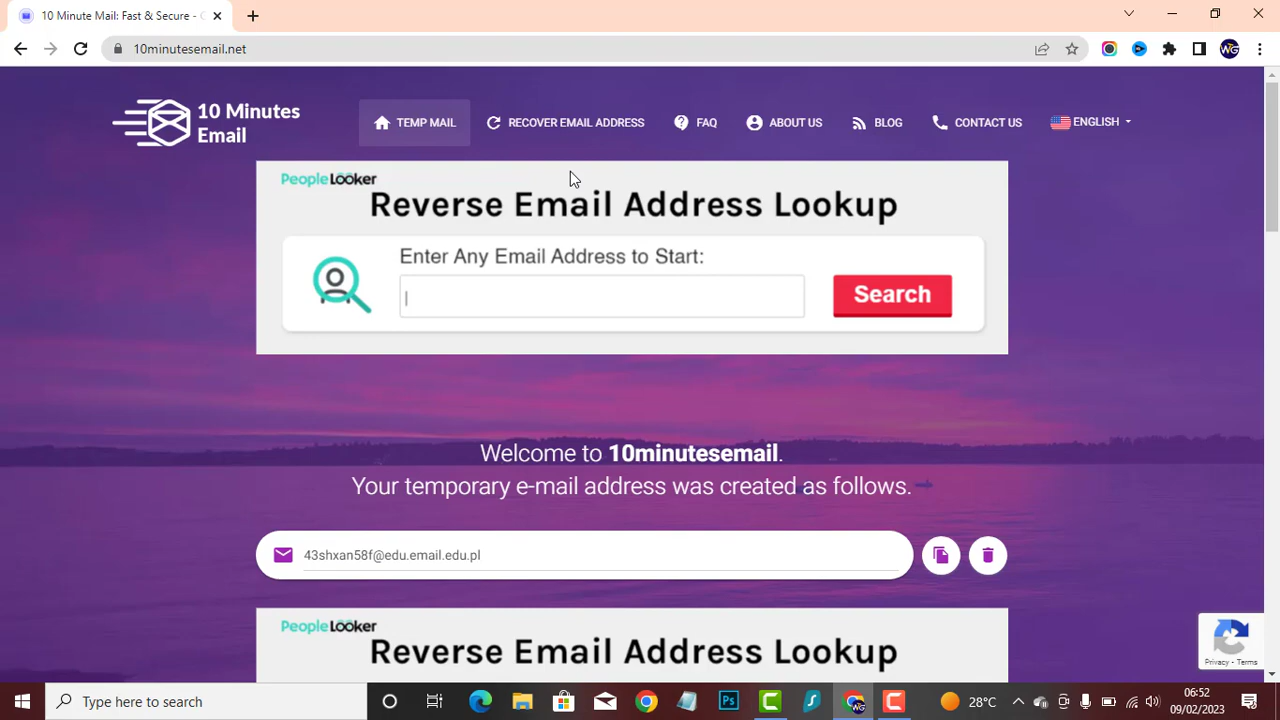 10 Minute Mail: Fast & Secure -
10minutesemail.net
WG
10 Minutes
Email
TEMP MAIL
RECOVER EMAIL ADDRESS
FAQ
ABOUT US
BLOG
CONTACT US
ENGLISH
PeopleLooker
Reverse Email Address Lookup
Enter Any Email Address to Start:
Search
Welcome to 10minutesemail.
Your temporary e-mail address was created as follows.
43shxan58f@edu.email.edu.pl
PeopleLooker
Reverse Email Address Lookup
Privacy - Terms
Type here to search
Ps
WG
28°C
06:52
09/02/2023